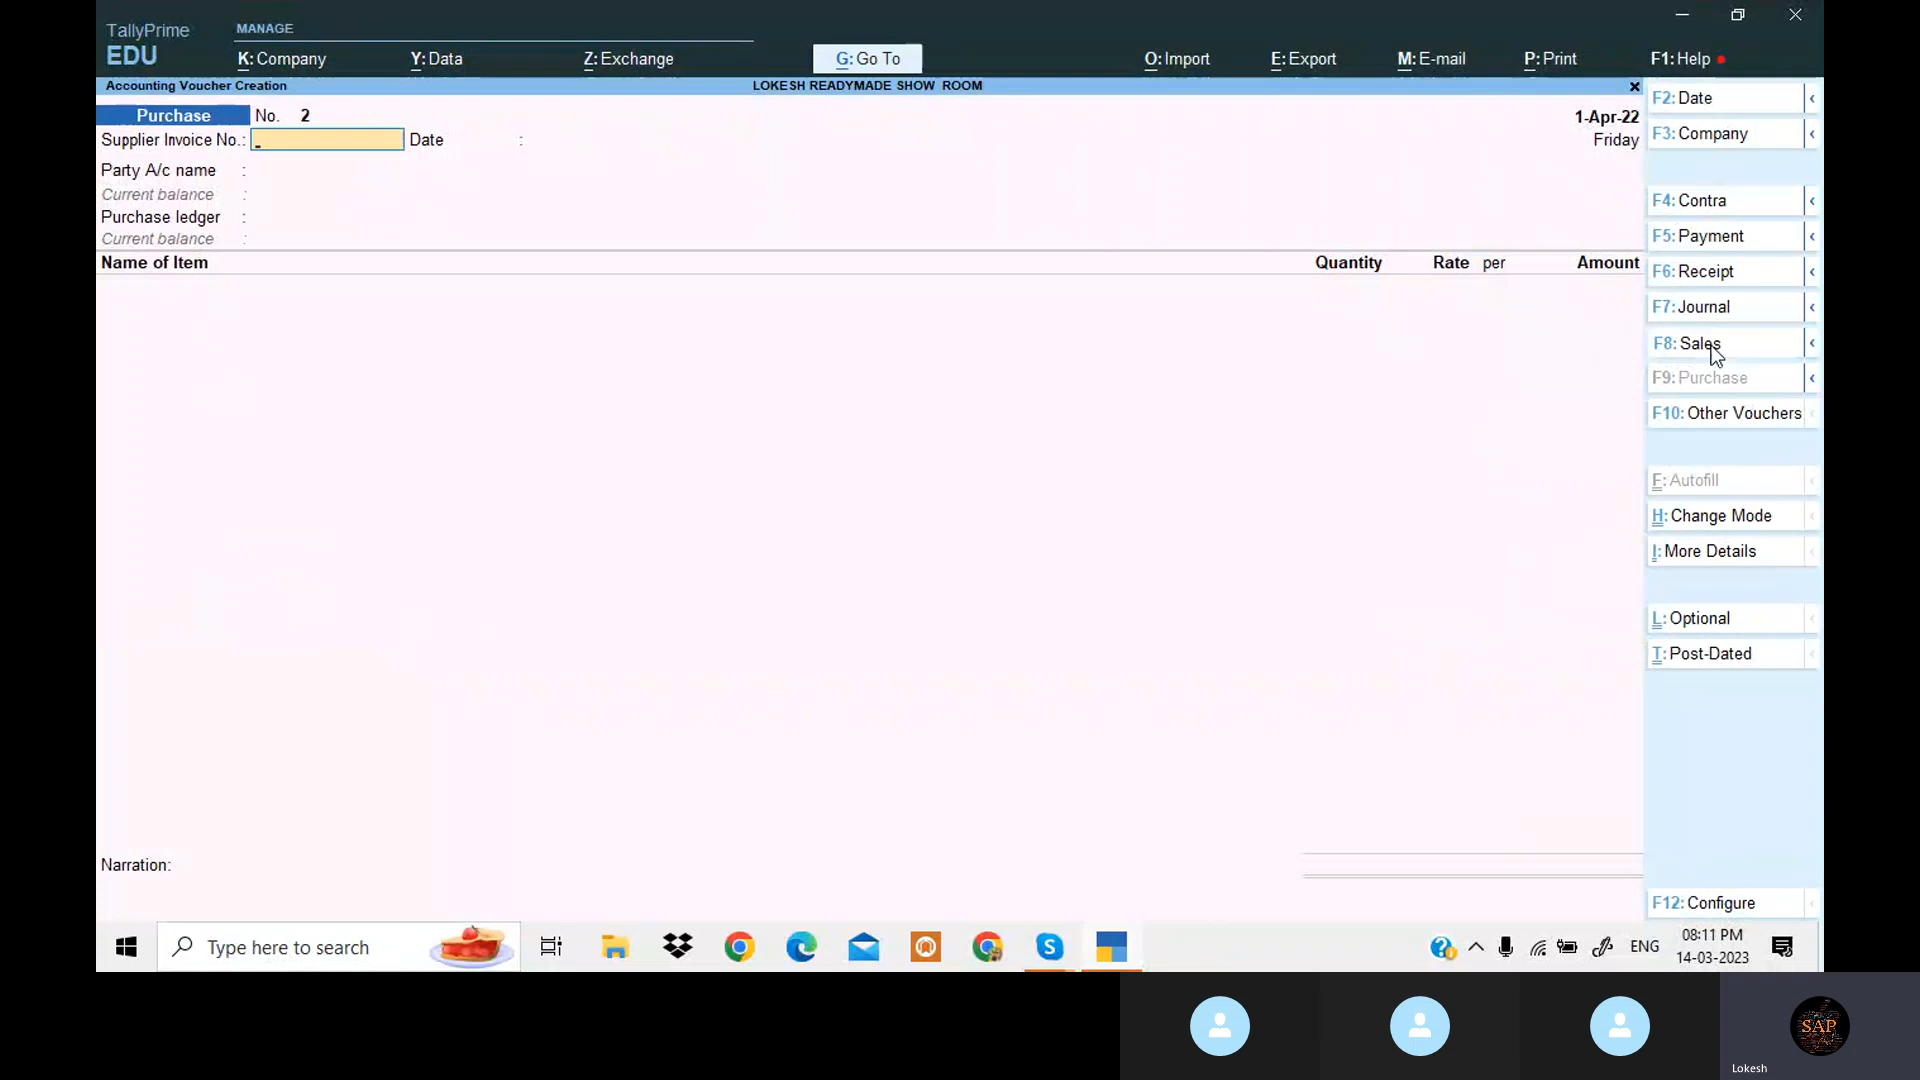 TallyPrime
EDU
MANAGE
K: Company
Y: Data
Z: Exchange
G: Go To
O: Import
E: Export
M: E-mail
P: Print
F1: Help
Accounting Voucher Creation
LOKESH READYMADE SHOW ROOM
Purchase No. 2
1-Apr-22
Supplier Invoice No.: Date :
Friday
Party A/c name :
Current balance :
Purchase ledger :
Current balance :
Name of Item Quantity Rate per Amount
Narration:
F2: Date
F3: Company
F4: Contra
F5: Payment
F6: Receipt
F7: Journal
F8: Sales
F9: Purchase
F10: Other Vouchers
F: Autofill
H: Change Mode
I: More Details
L: Optional
T: Post-Dated
F12: Configure
Type here to search
ENG
08:11 PM
14-03-2023
SAP
Lokesh